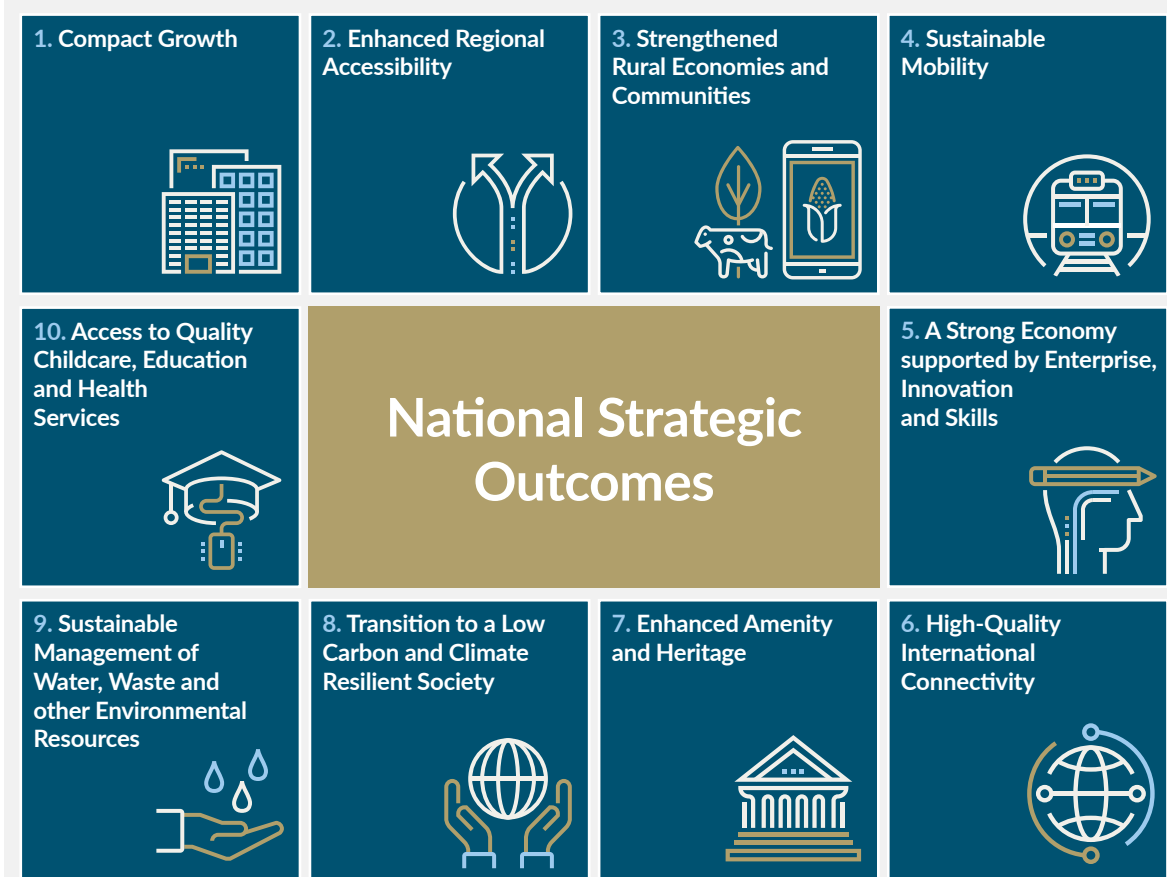 1. Compact Growth
2. Enhanced Regional
Accessibility
3. Strengthened
Rural Economies and
Communities
4. Sustainable
Mobility
10. Access to Quality
Childcare, Education
and Health
Services
National Strategic
Outcomes
5. A Strong Economy
supported by Enterprise,
Innovation
and Skills
9. Sustainable
Management of
Water, Waste and
other Environmental
Resources
8. Transition to a Low
Carbon and Climate
Resilient Society
7. Enhanced Amenity
and Heritage
6. High-Quality
International
Connectivity